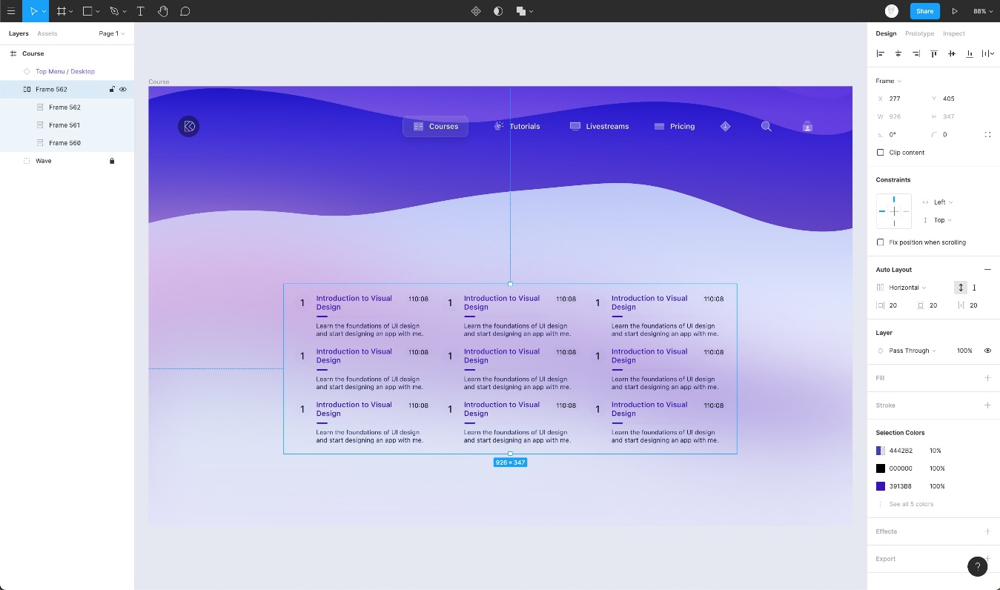 Share
88%
Layers
Assets
Page 1
Course
Top Menu / Desktop
Frame 562
Frame 562
Frame 561
Frame 560
Wave
Course
Courses
Tutorials
Livestreams
Pricing
1
Introduction to Visual
Design
110:08
Learn the foundations of UI design
and start designing an app with me.
1
Introduction to Visual
Design
110:08
Learn the foundations of UI design
and start designing an app with me.
1
Introduction to Visual
Design
110:08
Learn the foundations of UI design
and start designing an app with me.
1
Introduction to Visual
Design
110:08
Learn the foundations of UI design
and start designing an app with me.
1
Introduction to Visual
Design
110:08
Learn the foundations of UI design
and start designing an app with me.
1
Introduction to Visual
Design
110:08
Learn the foundations of UI design
and start designing an app with me.
1
Introduction to Visual
Design
110:08
Learn the foundations of UI design
and start designing an app with me.
1
Introduction to Visual
Design
110:08
Learn the foundations of UI design
and start designing an app with me.
1
Introduction to Visual
Design
110:08
Learn the foundations of UI design
and start designing an app with me.
926 × 347
Design
Prototype
Inspect
Frame
X 277
Y 405
W 926
H 347
0°
0
Clip content
Constraints
Left
Top
Fix position when scrolling
Auto Layout
Horizontal
20
20
20
Layer
Pass Through
100%
Fill
Stroke
Selection Colors
4442B2 10%
000000 100%
3913B8 100%
See all 5 colors
Effects
Export
?